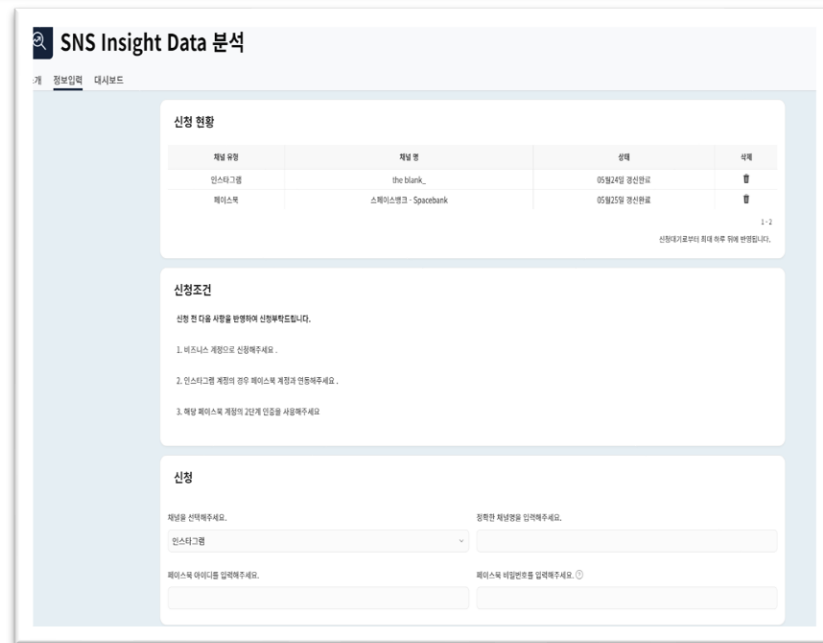 SNS Insight Data 분석
개 정보입력 대시보드
신청 현황
채널 유형 채널 명 상태 삭제
인스타그램 the blank_ 05월24일 갱신완료
페이스북 스페이스뱅크 - Spacebank 05월25일 갱신완료
1 - 2
신청대기로부터 최대 하루 뒤에 반영됩니다.
신청조건
신청 전 다음 사항을 반영하여 신청부탁드립니다.
1. 비즈니스 계정으로 신청해주세요 .
2. 인스타그램 계정의 경우 페이스북 계정과 연동해주세요 .
3. 해당 페이스북 계정의 2단계 인증을 사용해주세요
신청
채널을 선택해주세요. 정확한 채널명을 입력해주세요.
인스타그램
페이스북 아이디를 입력해주세요. 페이스북 비밀번호를 입력해주세요. ?